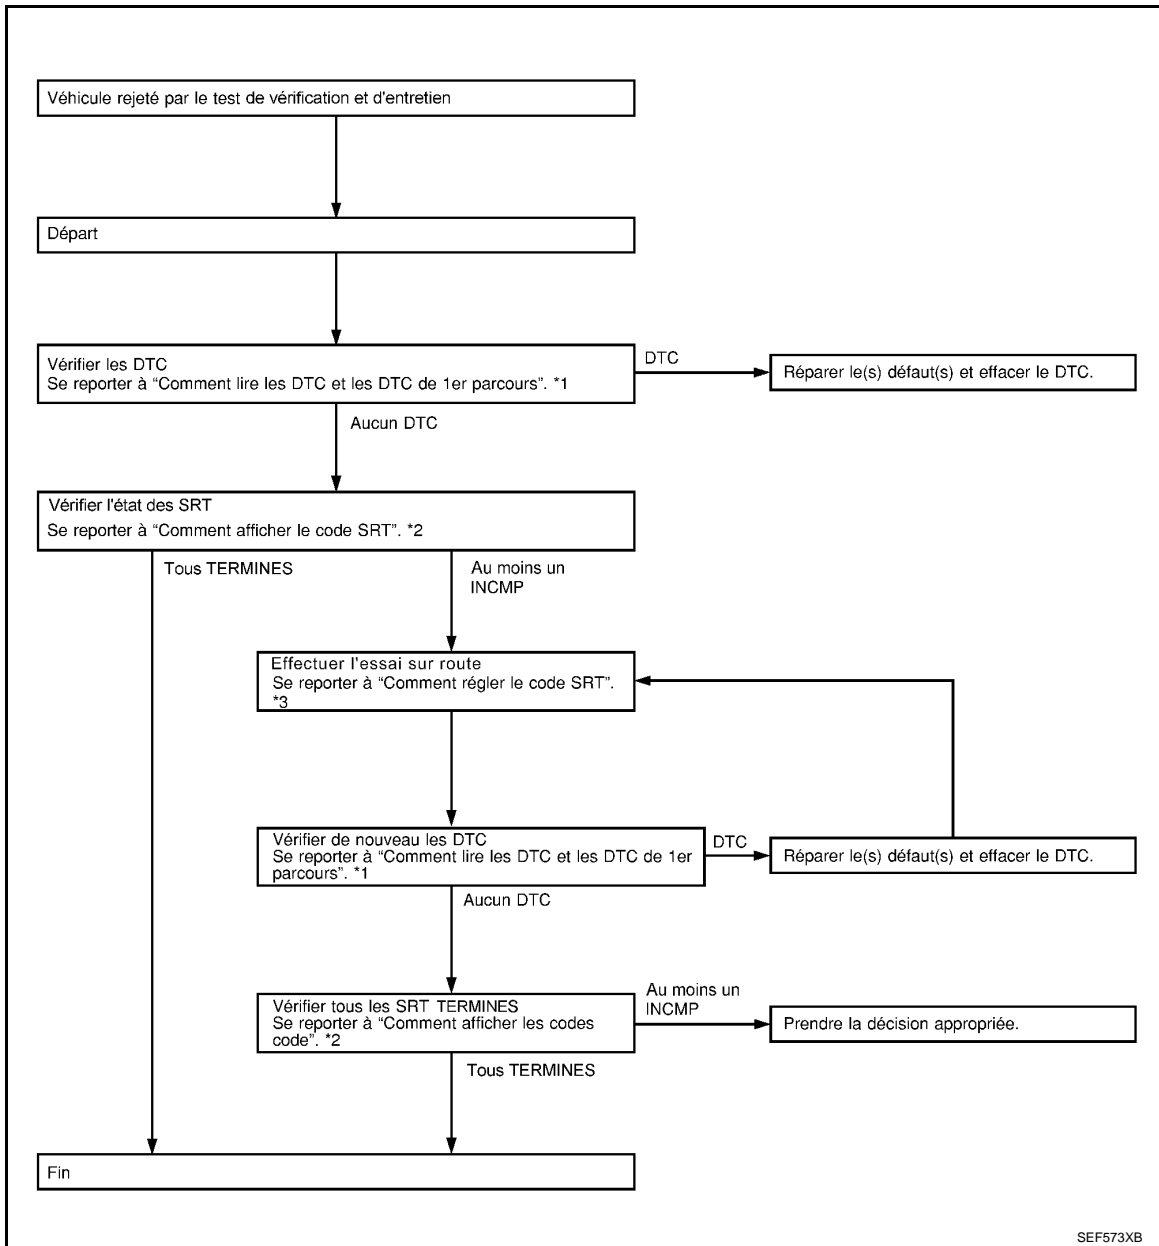 Véhicule rejeté par le test de vérification et d'entretien
Départ
Vérifier les DTC
Se reporter à “Comment lire les DTC et les DTC de 1er parcours”. *1
DTC
Réparer le(s) défaut(s) et effacer le DTC.
Aucun DTC
Vérifier l'état des SRT
Se reporter à “Comment afficher le code SRT”. *2
Tous TERMINES
Au moins un
INCMP
Effectuer l'essai sur route
Se reporter à “Comment régler le code SRT”.
*3
Vérifier de nouveau les DTC
Se reporter à “Comment lire les DTC et les DTC de 1er
parcours”. *1
DTC
Réparer le(s) défaut(s) et effacer le DTC.
Aucun DTC
Vérifier tous les SRT TERMINES
Se reporter à “Comment afficher les codes
code”. *2
Au moins un
INCMP
Prendre la décision appropriée.
Tous TERMINES
Fin
SEF573XB